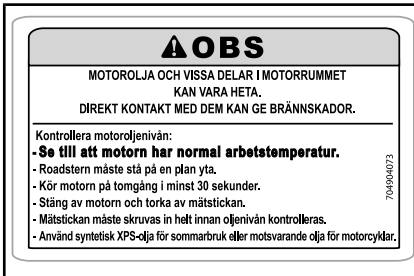 ⚠OBS
MOTOROLJA OCH VISSA DELAR I MOTORRUMMET
KAN VARA HETA.
DIREKT KONTAKT MED DEM KAN GE BRÄNNSKADOR.
Kontrollera motoroljenivån:
- Se till att motorn har normal arbetstemperatur.
- Roadstern måste stå på en plan yta.
- Kör motorn på tomgång i minst 30 sekunder.
- Stäng av motorn och torka av mätstickan.
- Mätstickan måste skruvas in helt innan oljenivån kontrolleras.
- Använd syntetisk XPS-olja för sommarbruk eller motsvarande olja för motorcyklar.
704904073